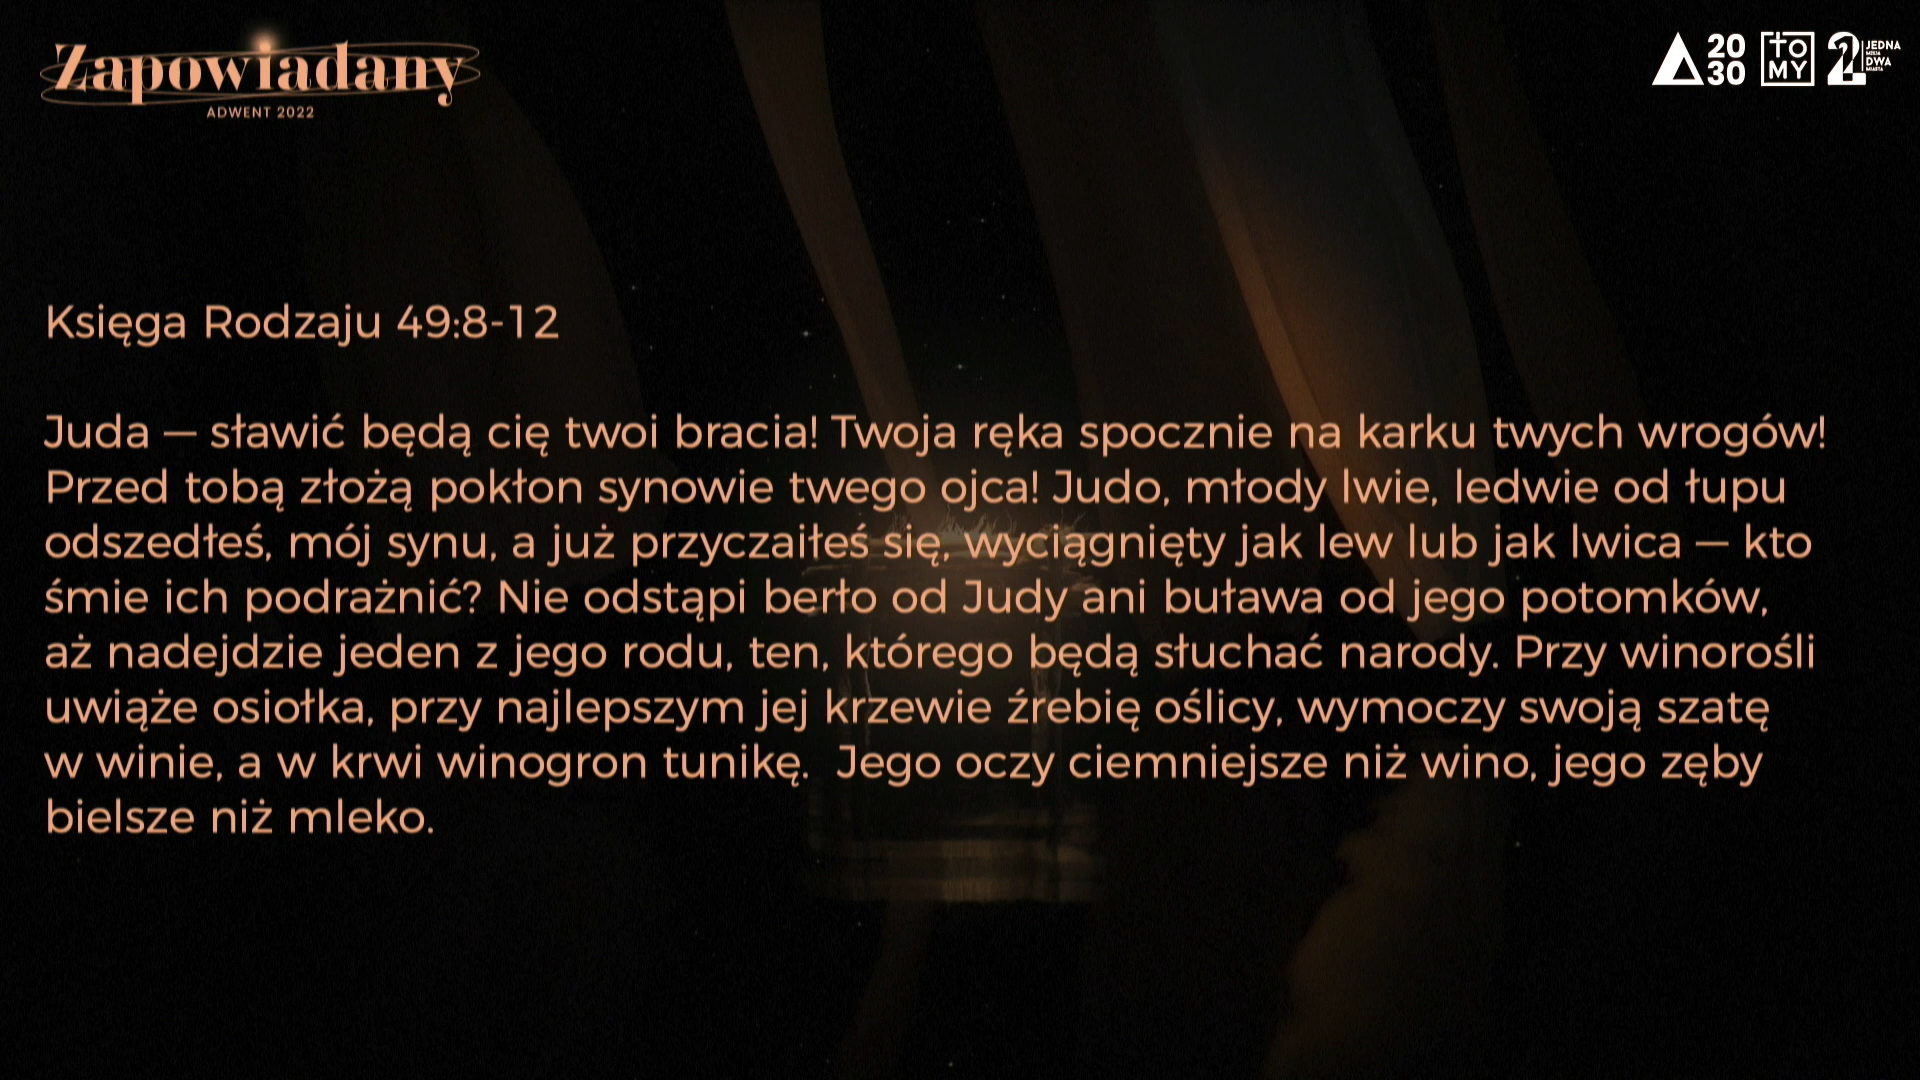 Zapowiadany
ADWENT 2022
20
30
TO
MY
2
JEDNA
MISJA
DWA
MIASTA
Księga Rodzaju 49:8-12
Juda — sławić będą cię twoi bracia! Twoja ręka spocznie na karku twych wrogów!
Przed tobą złożą pokłon synowie twego ojca! Judo, młody lwie, ledwie od łupu
odszedłeś, mój synu, a już przyczaiłeś się, wyciągnięty jak lew lub jak lwica — kto
śmie ich podrażnić? Nie odstąpi berło od Judy ani buława od jego potomków,
aż nadejdzie jeden z jego rodu, ten, którego będą słuchać narody. Przy winorośli
uwiąże osiołka, przy najlepszym jej krzewie źrebię oślicy, wymoczy swoją szatę
w winie, a w krwi winogron tunikę.  Jego oczy ciemniejsze niż wino, jego zęby
bielsze niż mleko.